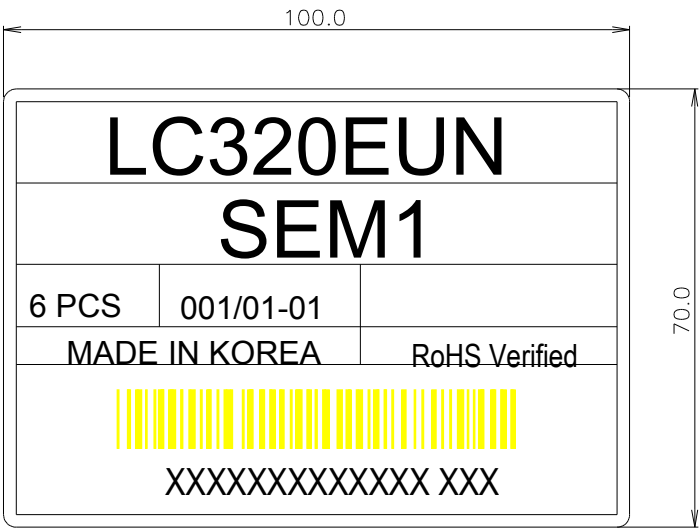 100.0
LC320EUN
SEM1
70.0
6 PCS 001/01-01
MADE IN KOREA RoHS Verified
XXXXXXXXXXXXX XXX